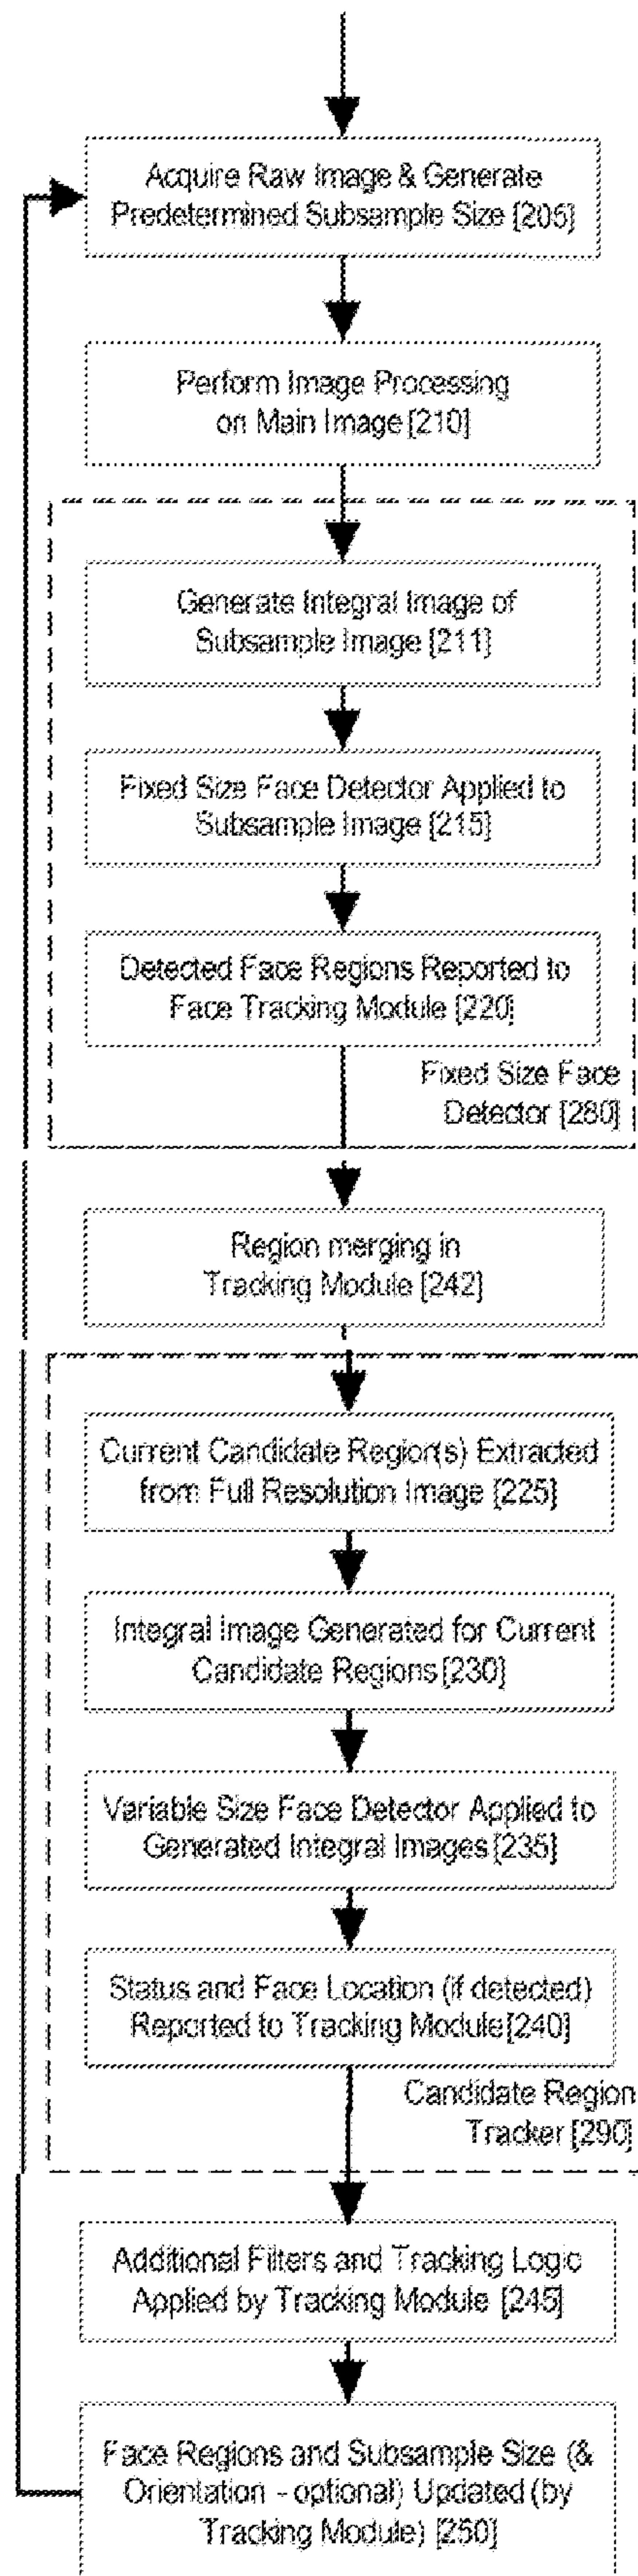 Acquire Raw Image & Generate
Predetermined Subsample Size [205]
Perform Image Processing
on Main Image [210]
Generate Integral Image of
Subsample Image [211]
Fixed Size Face Detector Applied to
Subsample Image [215]
Detected Face Regions Reported to
Face Tracking Module [220]
Fixed Size Face
Detector [280]
Region merging in
Tracking Module [242]
Current Candidate Region(s) Extracted
from Full Resolution Image [225]
Integral Image Generated for Current
Candidate Regions [230]
Variable Size Face Detector Applied to
Generated Integral Images [235]
Status and Face Location (if detected)
Reported to Tracking Module [240]
Candidate Region
Tracker [290]
Additional Filters and Tracking Logic
Applied by Tracking Module [245]
Face Regions and Subsample Size (&
Orientation - optional) Updated (by
Tracking Module) [250]